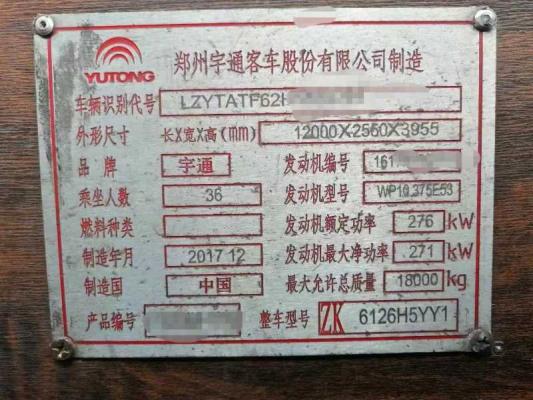 YUTONG 郑州宇通客车股份有限公司制造
车辆识别代号 LZYTATF62
外形尺寸 长X宽X高(mm) 12000X2550X3955
品牌 宇通 发动机编号 161
乘坐人数 36 发动机型号 WP10.375E53
燃料种类 发动机额定功率 276 kW
制造年月 2017 12 发动机最大净功率 271 kW
制造国 中国 最大允许总质量 18000 kg
产品编号 整车型号 ZK 6126H5YY1